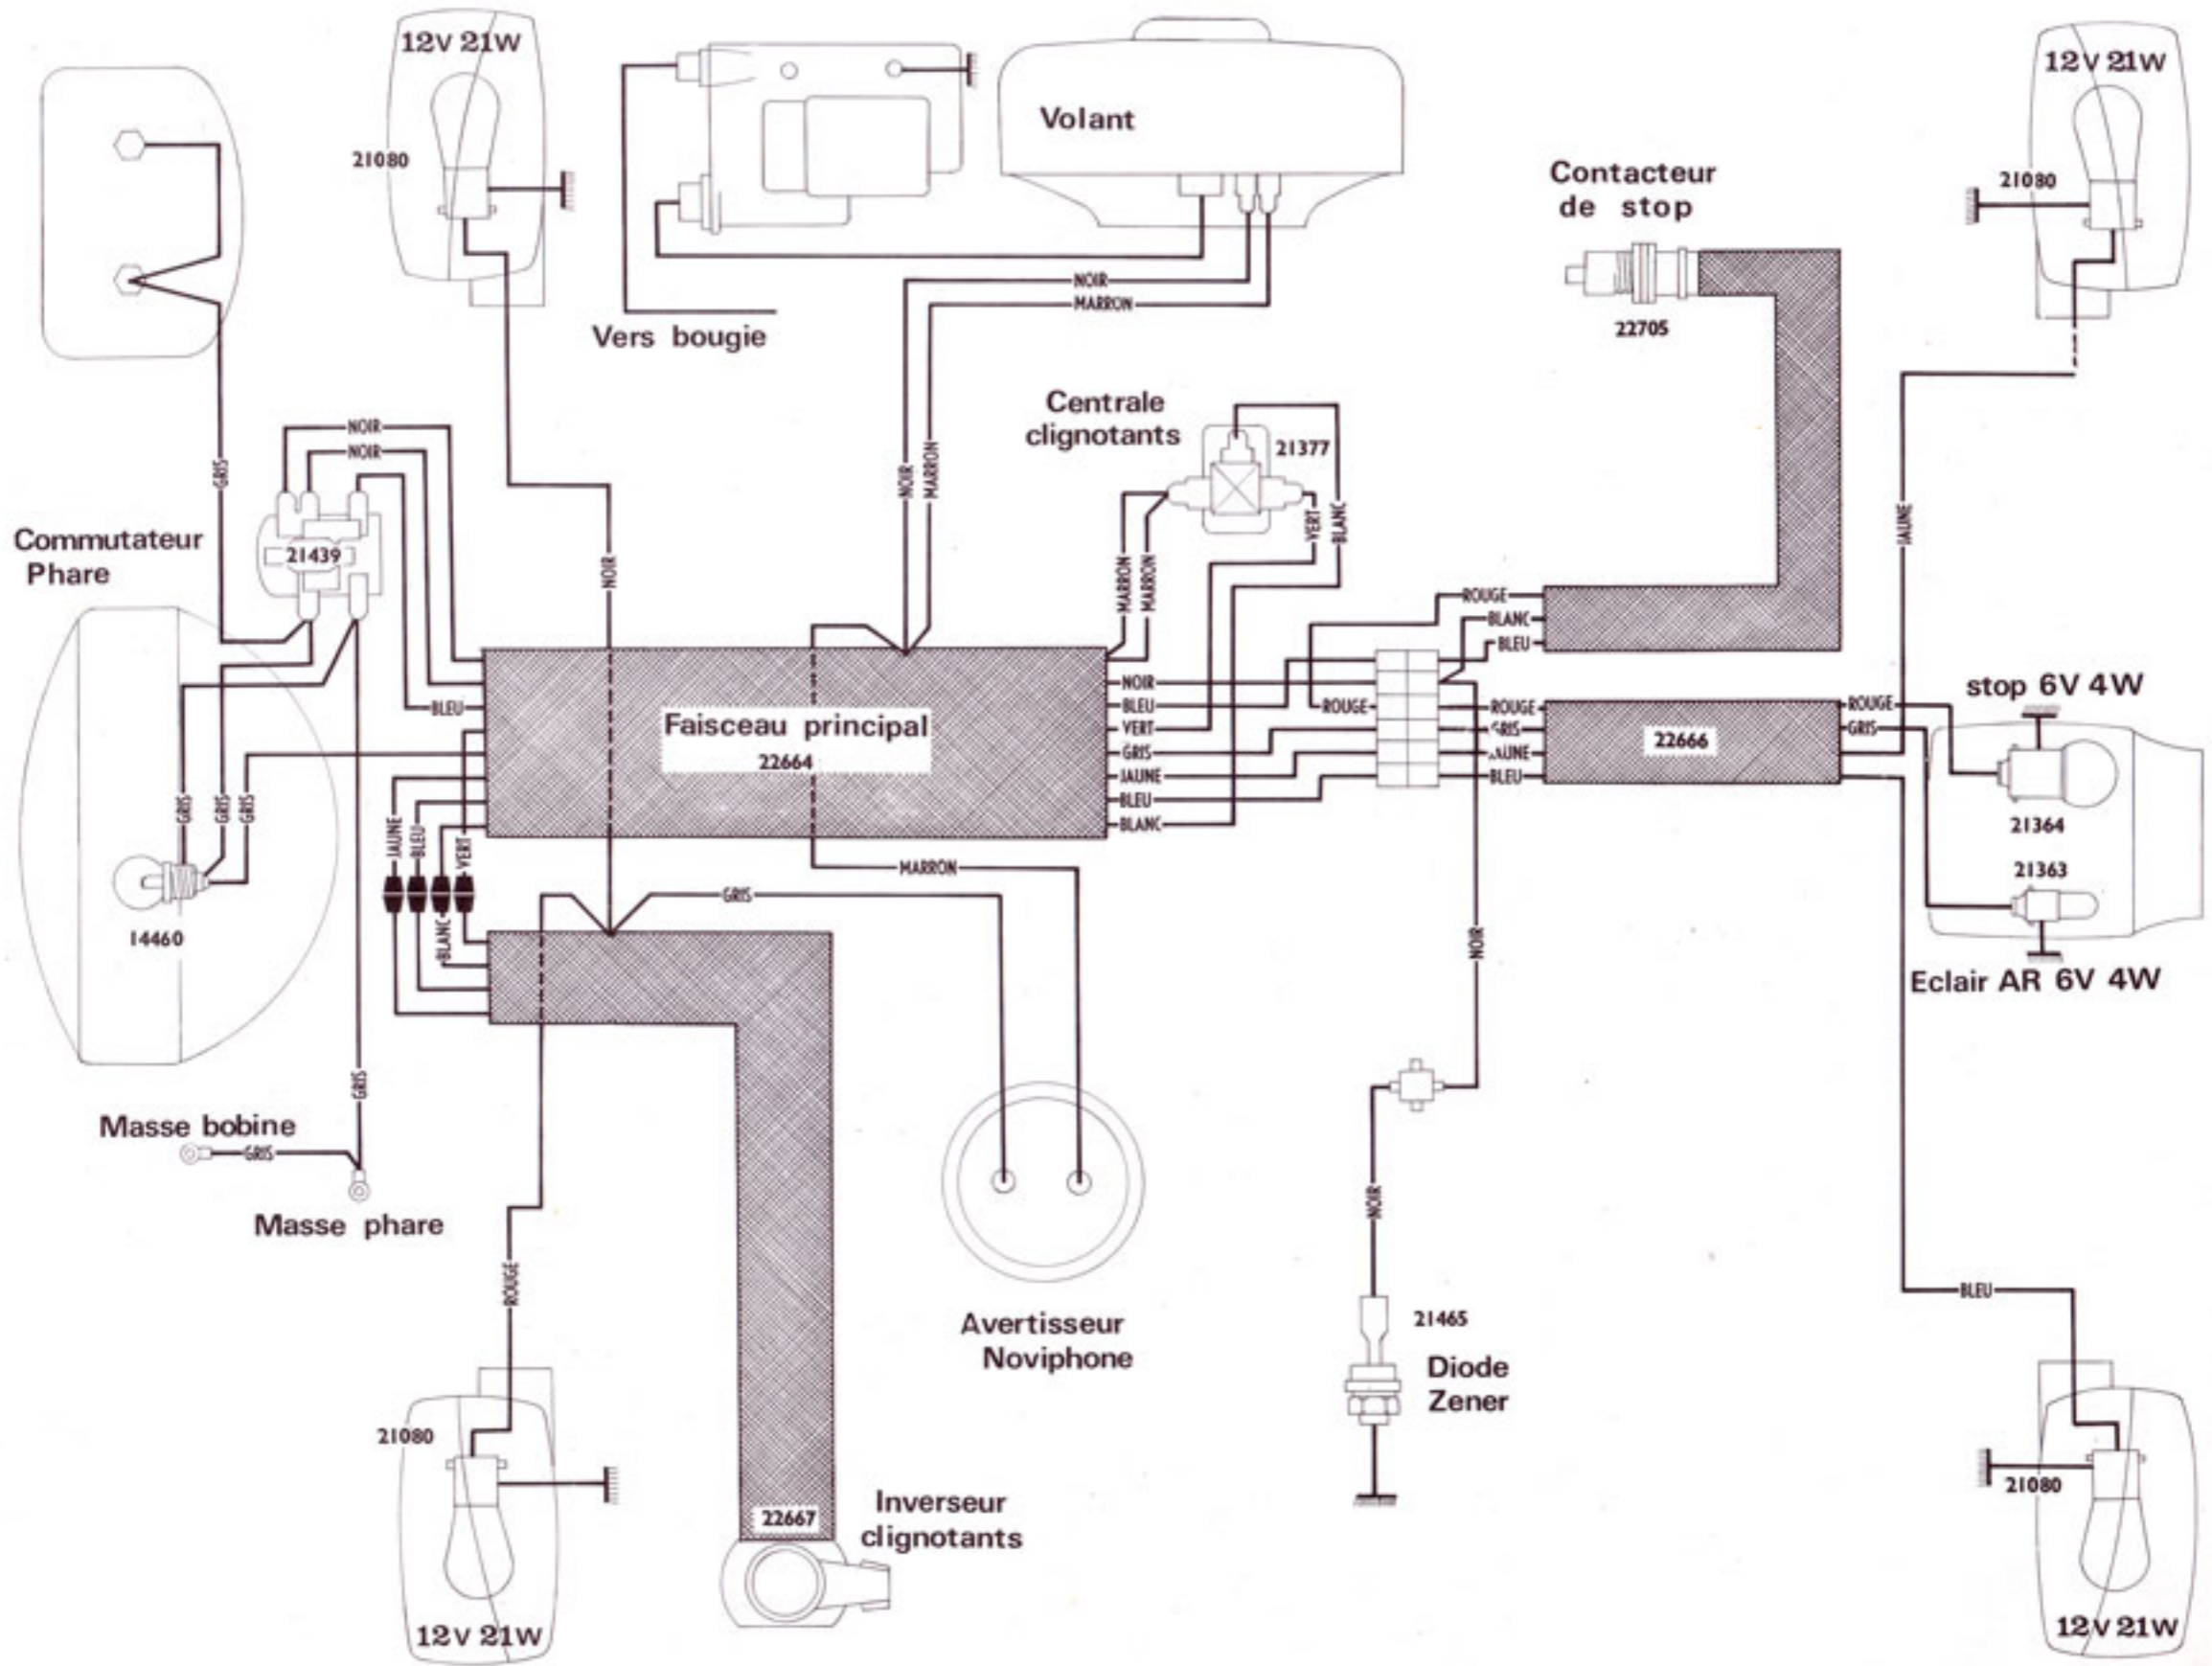 12V 21W
21080
Volant
12V 21W
21080
Contacteur
de stop
22705
NOIR
MARRON
Vers bougie
Centrale
clignotants
21377
NOIR
NOIR
GRIS
NOIR
MARRON
VERT
BLANC
JAUNE
Commutateur
Phare
21439
NOIR
MARRON
MARRON
ROUGE
BLANC
BLEU
BLEU
Faisceau principal
22664
NOIR
BLEU
VERT
GRIS
JAUNE
BLEU
BLANC
ROUGE
ROUGE
GRIS
JAUNE
BLEU
22666
ROUGE
GRIS
stop 6V 4W
21364
21363
Eclair AR 6V 4W
GRIS
GRIS
GRIS
14460
JAUNE
BLEU
VERT
BLANC
MARRON
GRIS
NOIR
GRIS
Masse bobine
GRIS
Masse phare
ROUGE
NOIR
BLEU
Avertisseur
Noviphone
21465
Diode
Zener
21080
12V 21W
22667
Inverseur
clignotants
21080
12V 21W